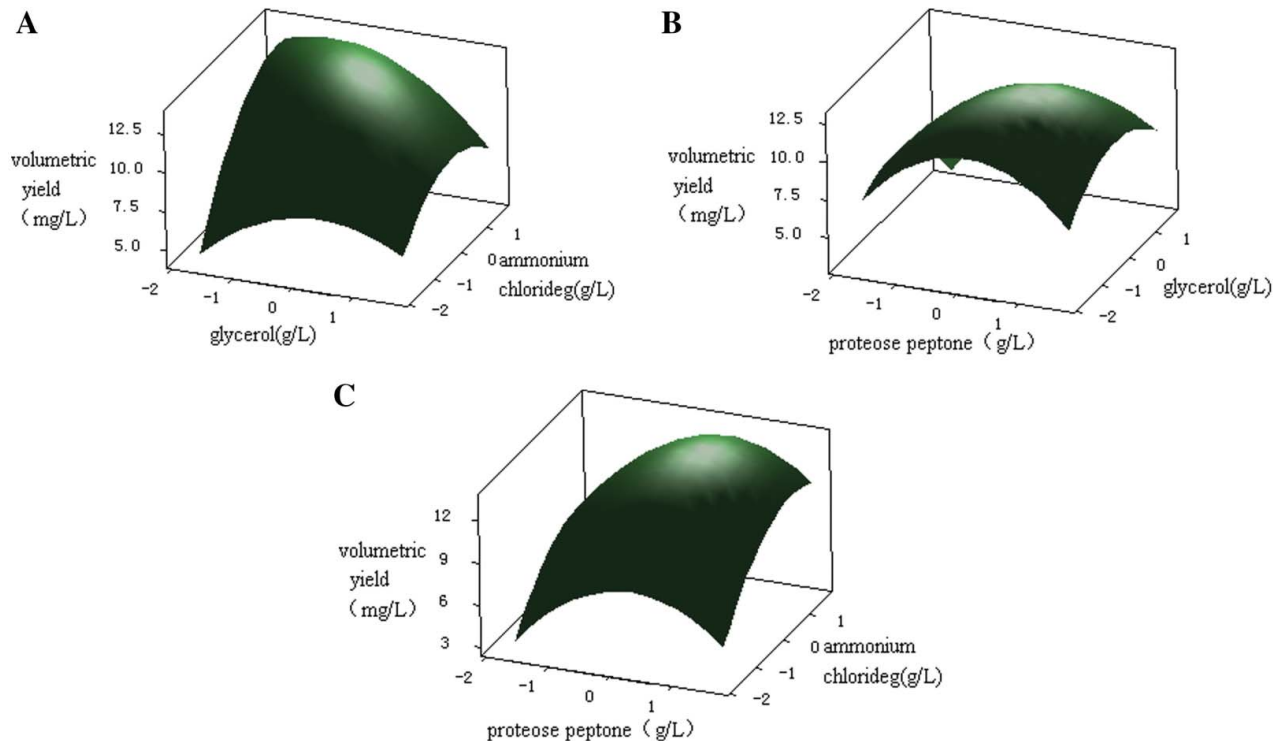 A
volumetric
yield
（mg/L）
12.5
10.0
7.5
5.0
-2
-1
0
1
glycerol(g/L)
-2
-1
0
1
ammonium
chlorideg(g/L)
B
volumetric
yield
（mg/L）
12.5
10.0
7.5
5.0
-2
-1
0
1
proteose peptone（g/L）
-2
-1
0
1
glycerol(g/L)
C
volumetric
yield
（mg/L）
12
9
6
3
-2
-1
0
1
proteose peptone（g/L）
-2
-1
0
1
ammonium
chlorideg(g/L)